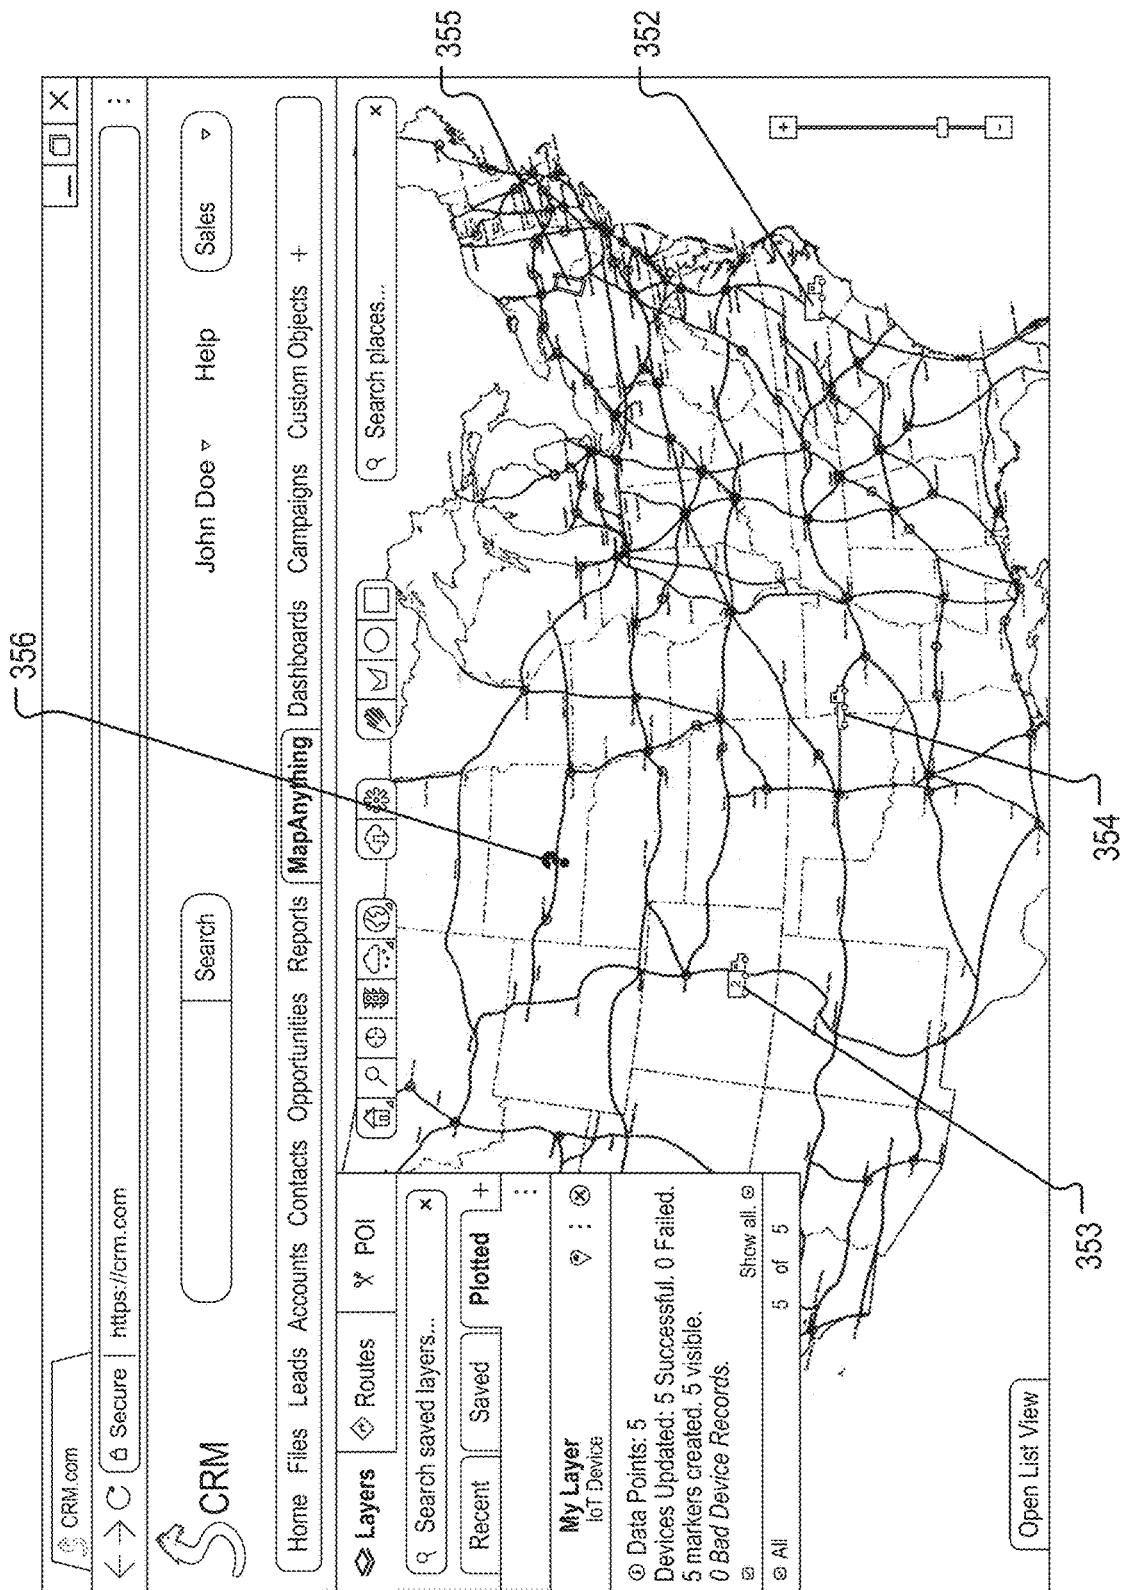 356
CRM.com
Secure https://crm.com
CRM
Search
John Doe Help Sales
Home Files Leads Accounts Contacts Opportunities Reports MapAnything Dashboards Campaigns Custom Objects +
Layers Routes POI
Search saved layers... x
Recent Saved Plotted +
My Layer
IoT Device
Data Points: 5
Devices Updated: 5 Successful. 0 Failed.
5 markers created. 5 visible.
0 Bad Device Records.
Show all.
All 5 of 5
Open List View
Search places... x
+
-
2
355
352
353
354